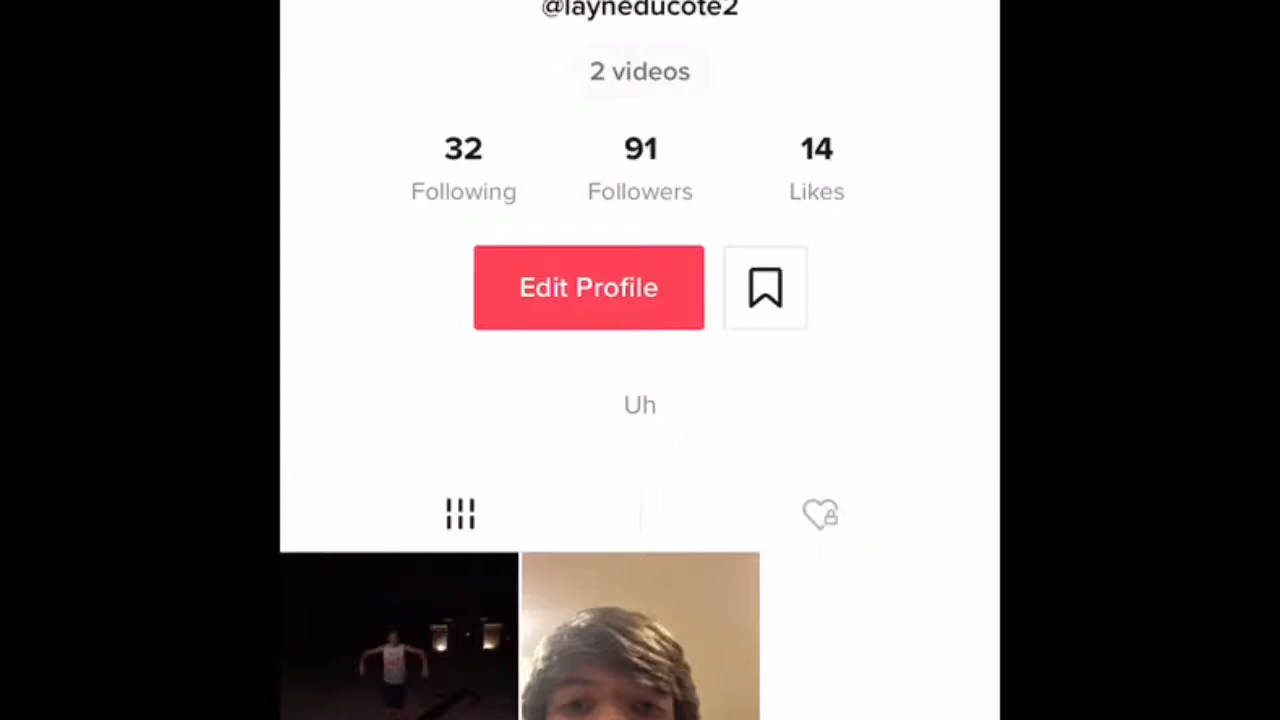 @layneducote2
2 videos
32 91 14
Following Followers Likes
Edit Profile
Uh